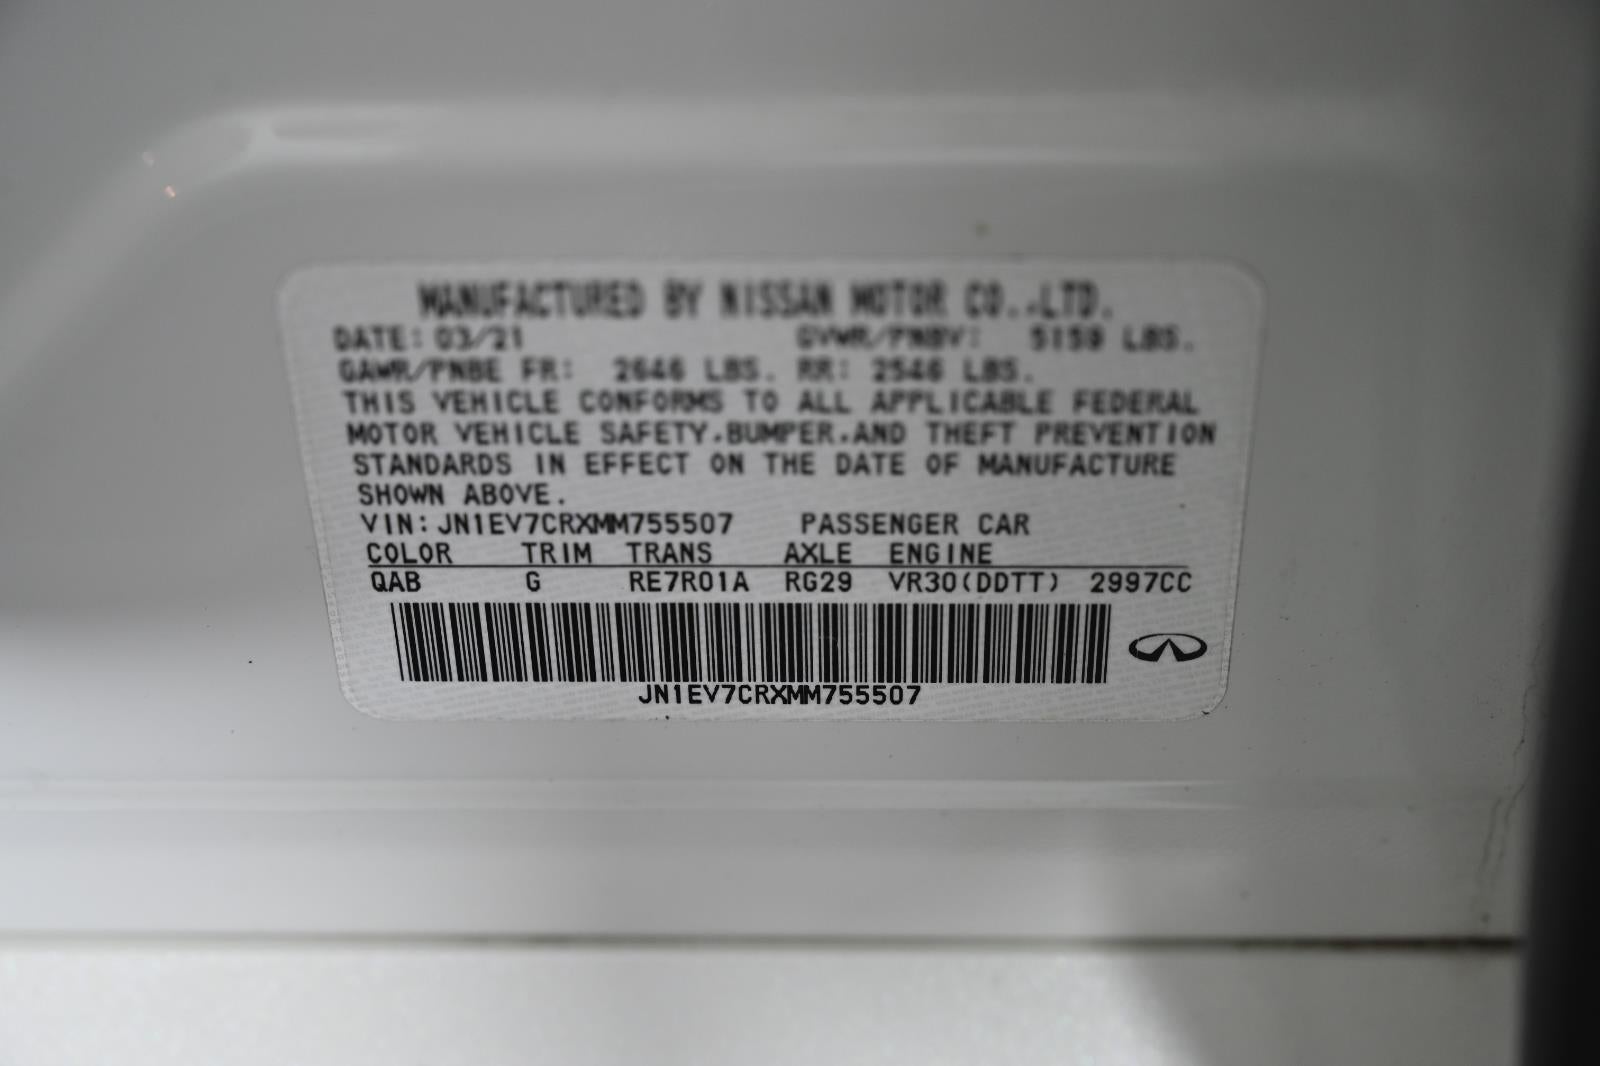 MANUFACTURED BY NISSAN MOTOR CO.,LTD.
DATE: 03/21 GVWR/PNBV: 5159 LBS.
GAWR/PNBE FR: 2646 LBS. RR: 2546 LBS.
THIS VEHICLE CONFORMS TO ALL APPLICABLE FEDERAL
MOTOR VEHICLE SAFETY,BUMPER,AND THEFT PREVENTION
STANDARDS IN EFFECT ON THE DATE OF MANUFACTURE
SHOWN ABOVE.
VIN: JN1EV7CRXMM755507 PASSENGER CAR
COLOR TRIM TRANS AXLE ENGINE
QAB G RE7R01A RG29 VR30(DDTT) 2997CC
JN1EV7CRXMM755507